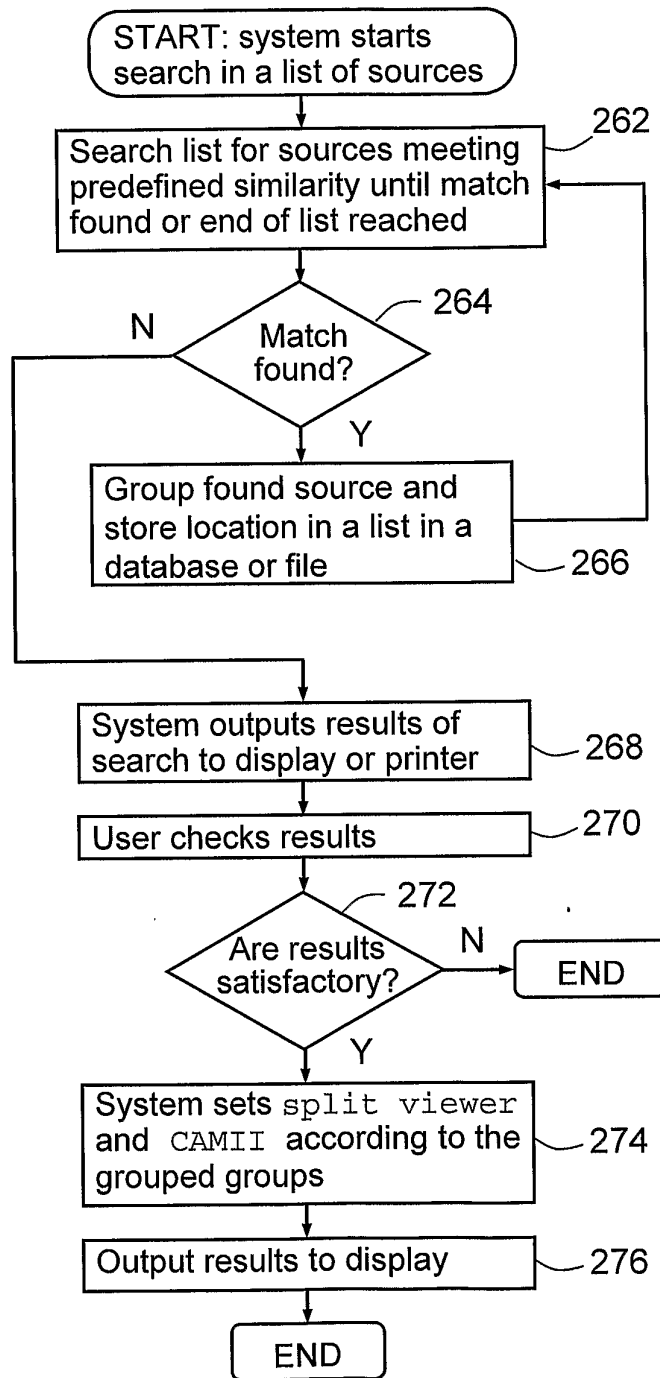 START: system starts
search in a list of sources
262
Search list for sources meeting
predefined similarity until match
found or end of list reached
264
N
Match
found?
Y
Group found source and
store location in a list in a
database or file
266
System outputs results of
search to display or printer
268
User checks results
270
272
Are results
satisfactory?
N
END
Y
System sets split viewer
and CAMII according to the
grouped groups
274
Output results to display
276
END